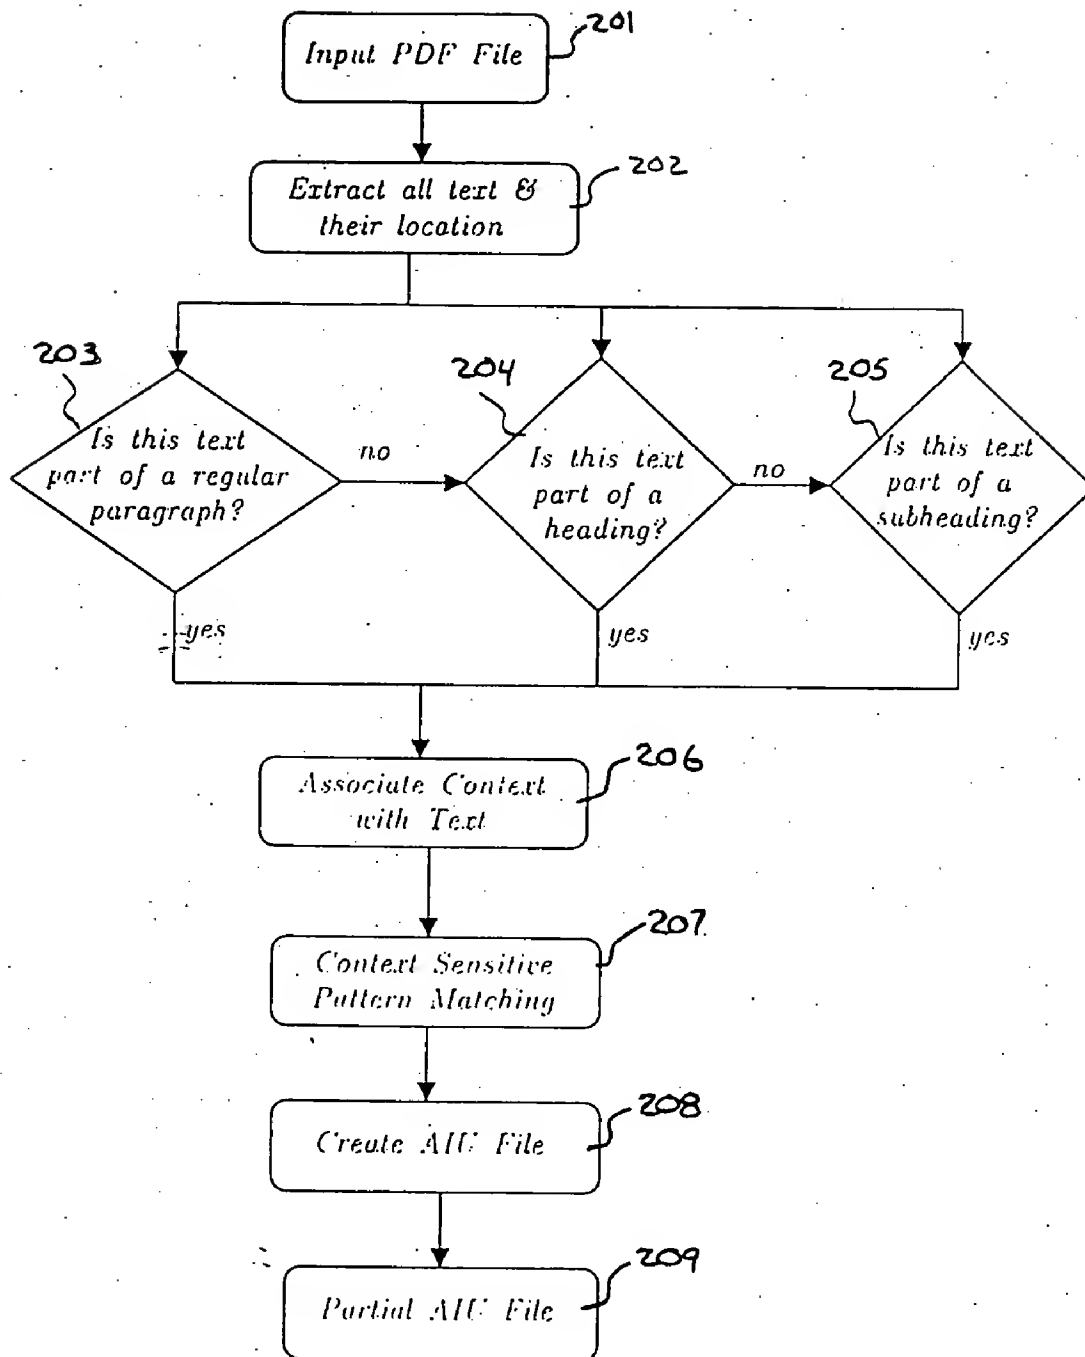 201
Input PDF File
202
Extract all text &
their location
203
204
205
Is this text
part of a regular
paragraph?
no
Is this text
part of a
heading?
no
Is this text
part of a
subheading?
yes
yes
yes
206
Associate Context
with Text
207
Context Sensitive
Pattern Matching
208
Create AIU File
209
Partial AIU File